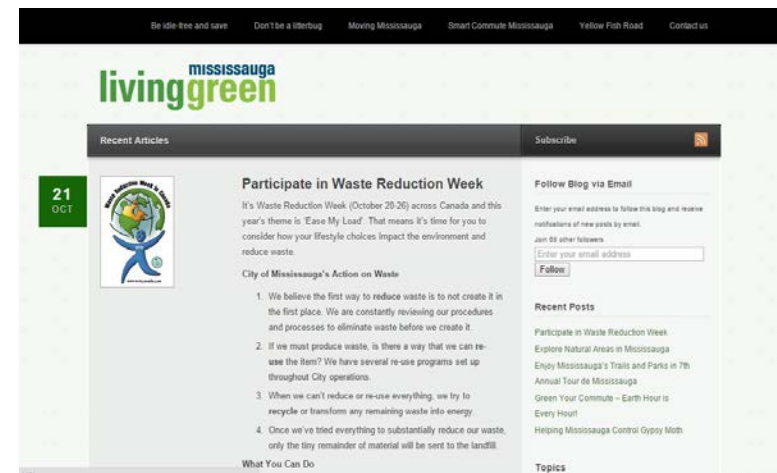 Be idle-free and save Don't be a litterbug Moving Mississauga Smart Commute Mississauga Yellow Fish Road Contact us
mississauga
livinggreen
Recent Articles
Subscribe
21
OCT
Waste Reduction Week in Canada
Participate in Waste Reduction Week
It's Waste Reduction Week (October 20-26) across Canada and this
year's theme is 'Ease My Load'. That means it's time for you to
consider how your lifestyle choices impact the environment and
reduce waste.
City of Mississauga's Action on Waste
1. We believe the first way to reduce waste is to not create it in
the first place. We are constantly reviewing our procedures
and processes to eliminate waste before we create it.
2. If we must produce waste, is there a way that we can re-
use the item? We have several re-use programs set up
throughout City operations.
3. When we can't reduce or re-use everything, we try to
recycle or transform any remaining waste into energy.
4. Once we've tried everything to substantially reduce our waste,
only the tiny remainder of material will be sent to the landfill.
What You Can Do
Follow Blog via Email
Enter your email address to follow this blog and receive
notifications of new posts by email.
Join 58 other followers
Enter your email address
Follow
Recent Posts
Participate in Waste Reduction Week
Explore Natural Areas in Mississauga
Enjoy Mississauga's Trails and Parks in 7th
Annual Tour de Mississauga
Green Your Commute – Earth Hour is
Every Hour!
Helping Mississauga Control Gypsy Moth
Topics